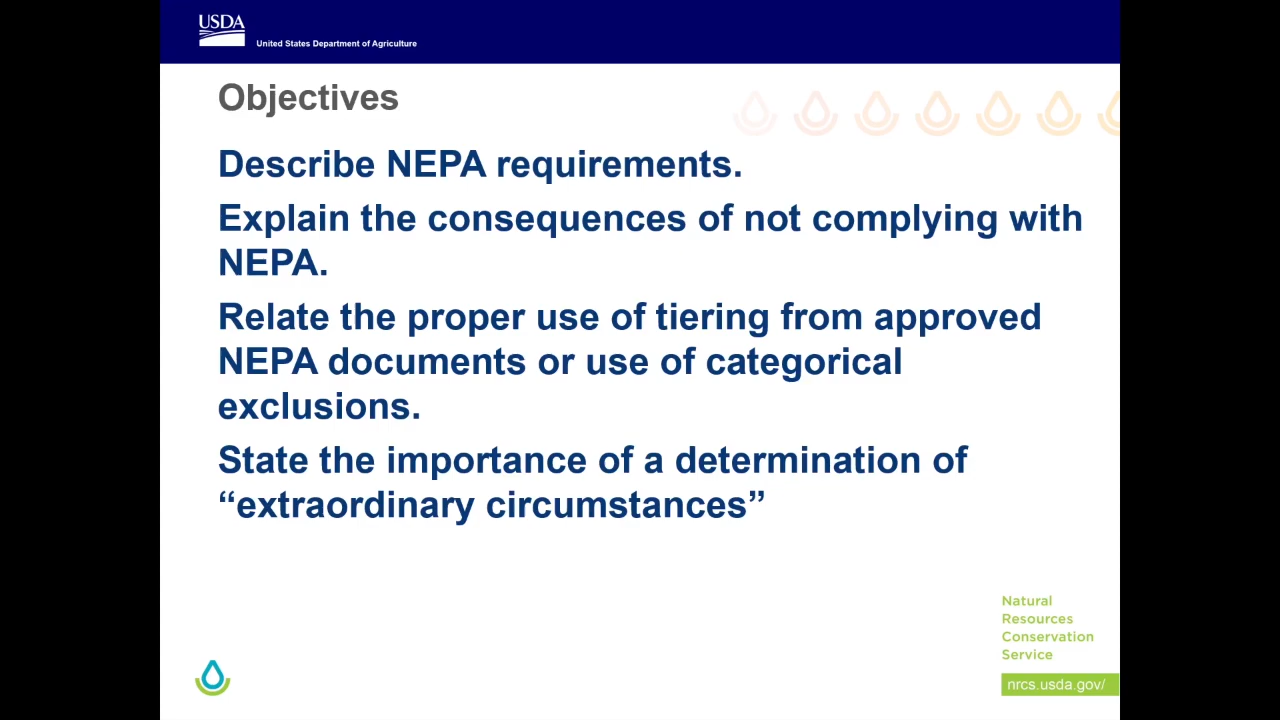 USDA
United States Department of Agriculture
Objectives
Describe NEPA requirements.
Explain the consequences of not complying with
NEPA.
Relate the proper use of tiering from approved
NEPA documents or use of categorical
exclusions.
State the importance of a determination of
“extraordinary circumstances”
Natural
Resources
Conservation
Service
nrcs.usda.gov/